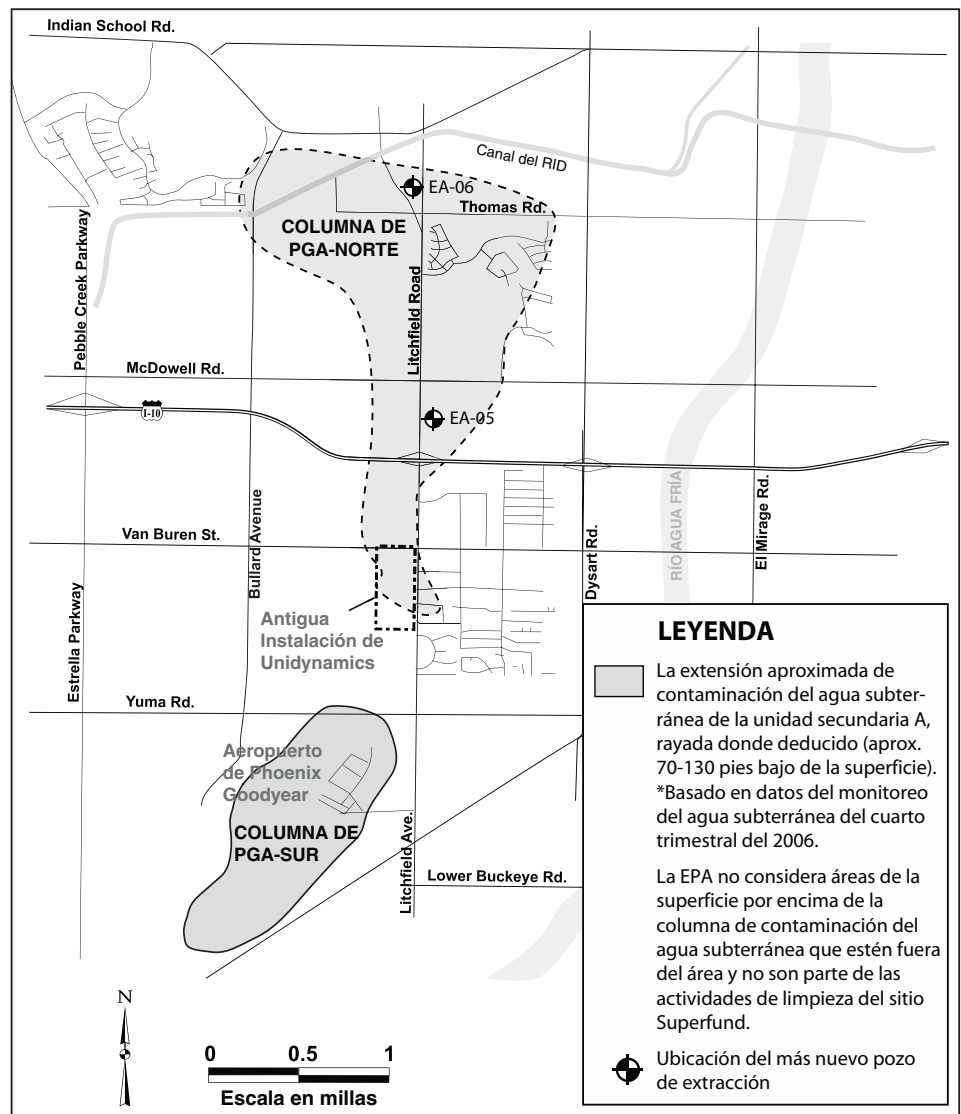 Indian School Rd.
Canal del RID
EA-06
Thomas Rd.
COLUMNA DE
PGA-NORTE
Pebble Creek Parkway
Litchfield Road
McDowell Rd.
I-10
EA-05
RÍO AGUA FRÍA
El Mirage Rd.
Bullard Avenue
Van Buren St.
Dysart Rd.
Estrella Parkway
Antigua
Instalación de
Unidynamics
Yuma Rd.
Aeropuerto
de Phoenix
Goodyear
COLUMNA DE
PGA-SUR
Litchfield Ave.
Lower Buckeye Rd.
N
0 0.5 1
Escala en millas
LEYENDA
La extensión aproximada de
contaminación del agua subter-
ránea de la unidad secundaria A,
rayada donde deducido (aprox.
70-130 pies bajo de la superficie).
*Basado en datos del monitoreo
del agua subterránea del cuarto
trimestral del 2006.
La EPA no considera áreas de la
superficie por encima de la
columna de contaminación del
agua subterránea que estén fuera
del área y no son parte de las
actividades de limpieza del sitio
Superfund.
Ubicación del más nuevo pozo
de extracción